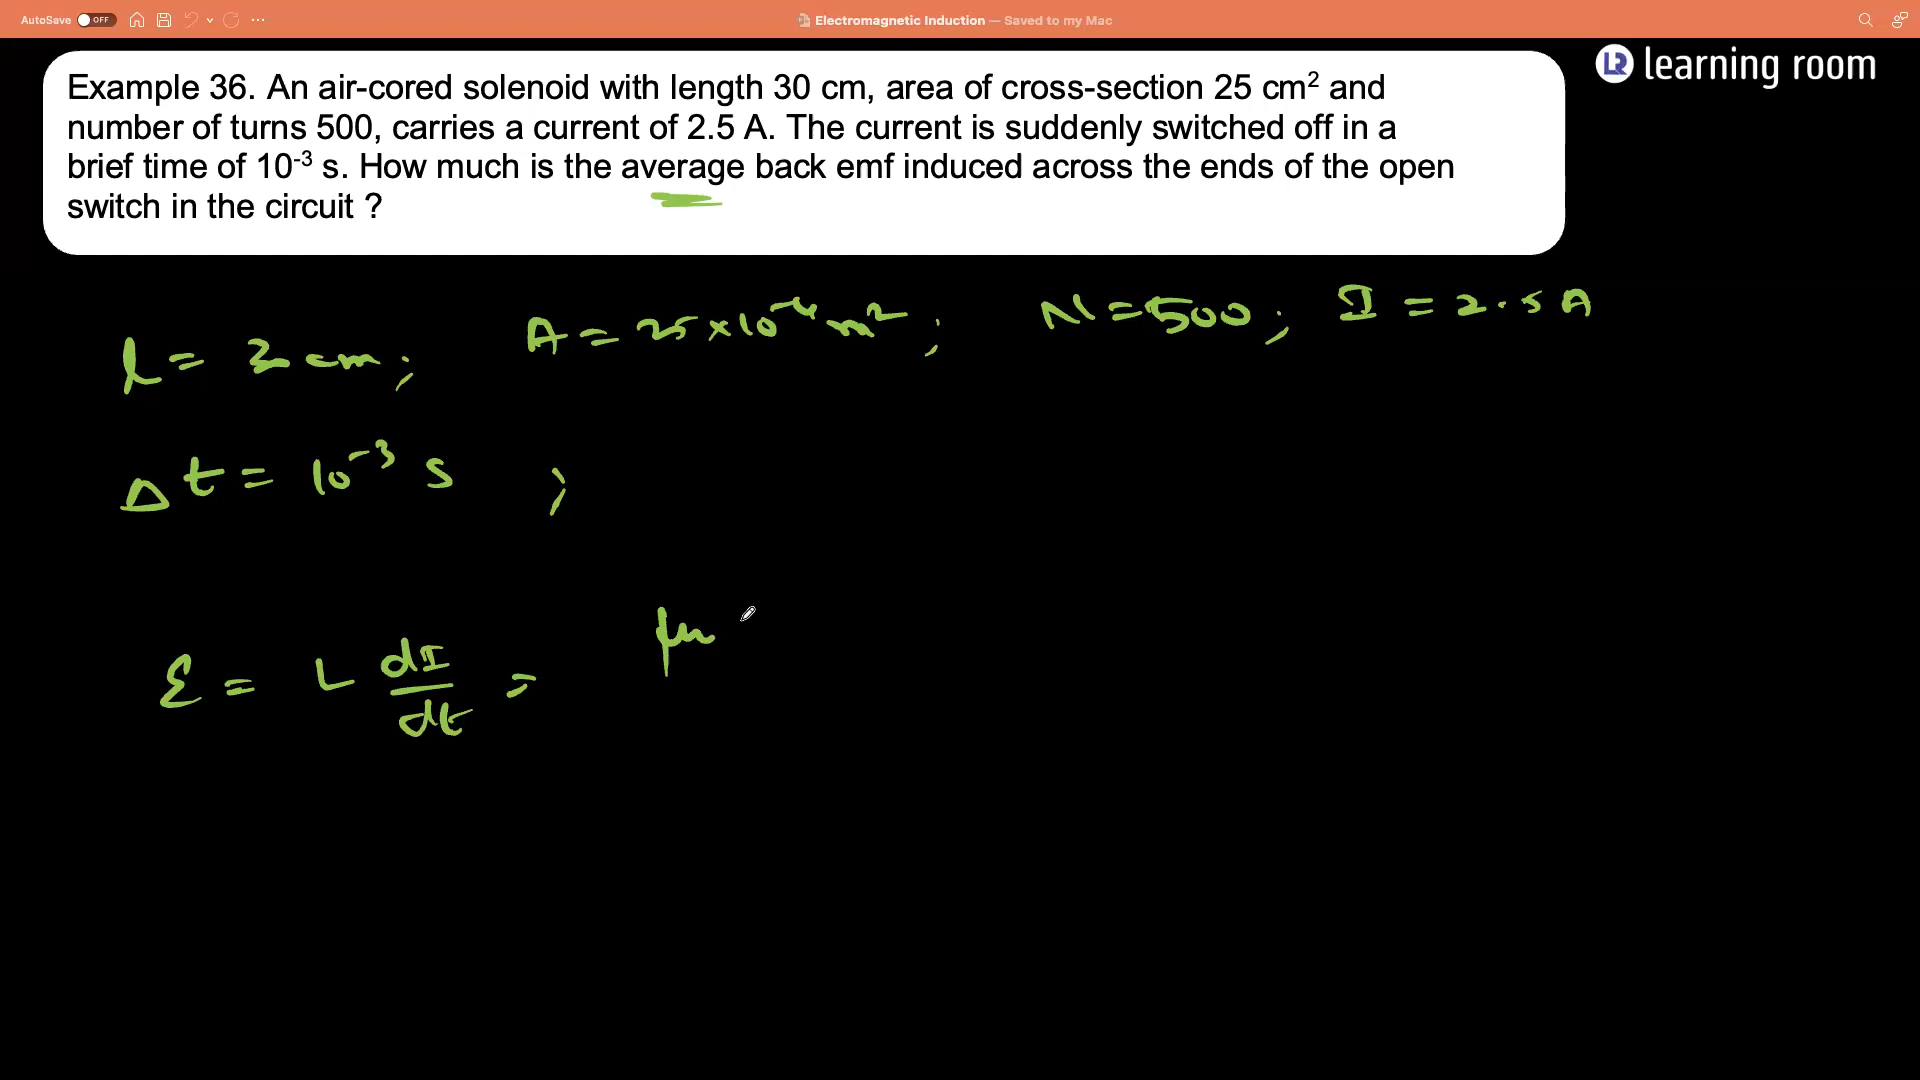 AutoSave OFF
Electromagnetic Induction — Saved to my Mac
learning room
Example 36. An air-cored solenoid with length 30 cm, area of cross-section 25 cm² and
number of turns 500, carries a current of 2.5 A. The current is suddenly switched off in a
brief time of 10⁻³ s. How much is the average back emf induced across the ends of the open
switch in the circuit ?
A = 25 × 10⁻⁴ m² ; N = 500 ; I = 2.5 A
l = cm ;
Δt = 10⁻³ s ;
ε = L dI/dt =